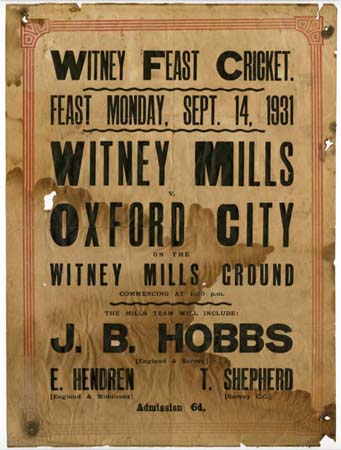 WITNEY FEAST CRICKET.
FEAST MONDAY, SEPT. 14, 1931
WITNEY MILLS
v.
OXFORD CITY
ON THE
WITNEY MILLS GROUND
COMMENCING AT 1-30 p.m.
THE MILLS TEAM WILL INCLUDE:
J. B. HOBBS
[England & Surrey]
E. HENDREN T. SHEPHERD
[England & Middlesex] [Surrey C.C.]
Admission 6d.